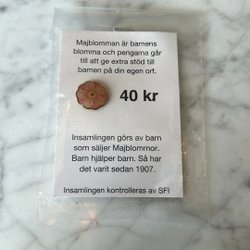 Majblomman är barnens
blomma och pengarna går
till att ge extra stöd till
barnen på din egen ort.
40 kr
Insamlingen görs av barn
som säljer Majblommor.
Barn hjälper barn. Så har
det varit sedan 1907.
Insamlingen kontrolleras av SFI